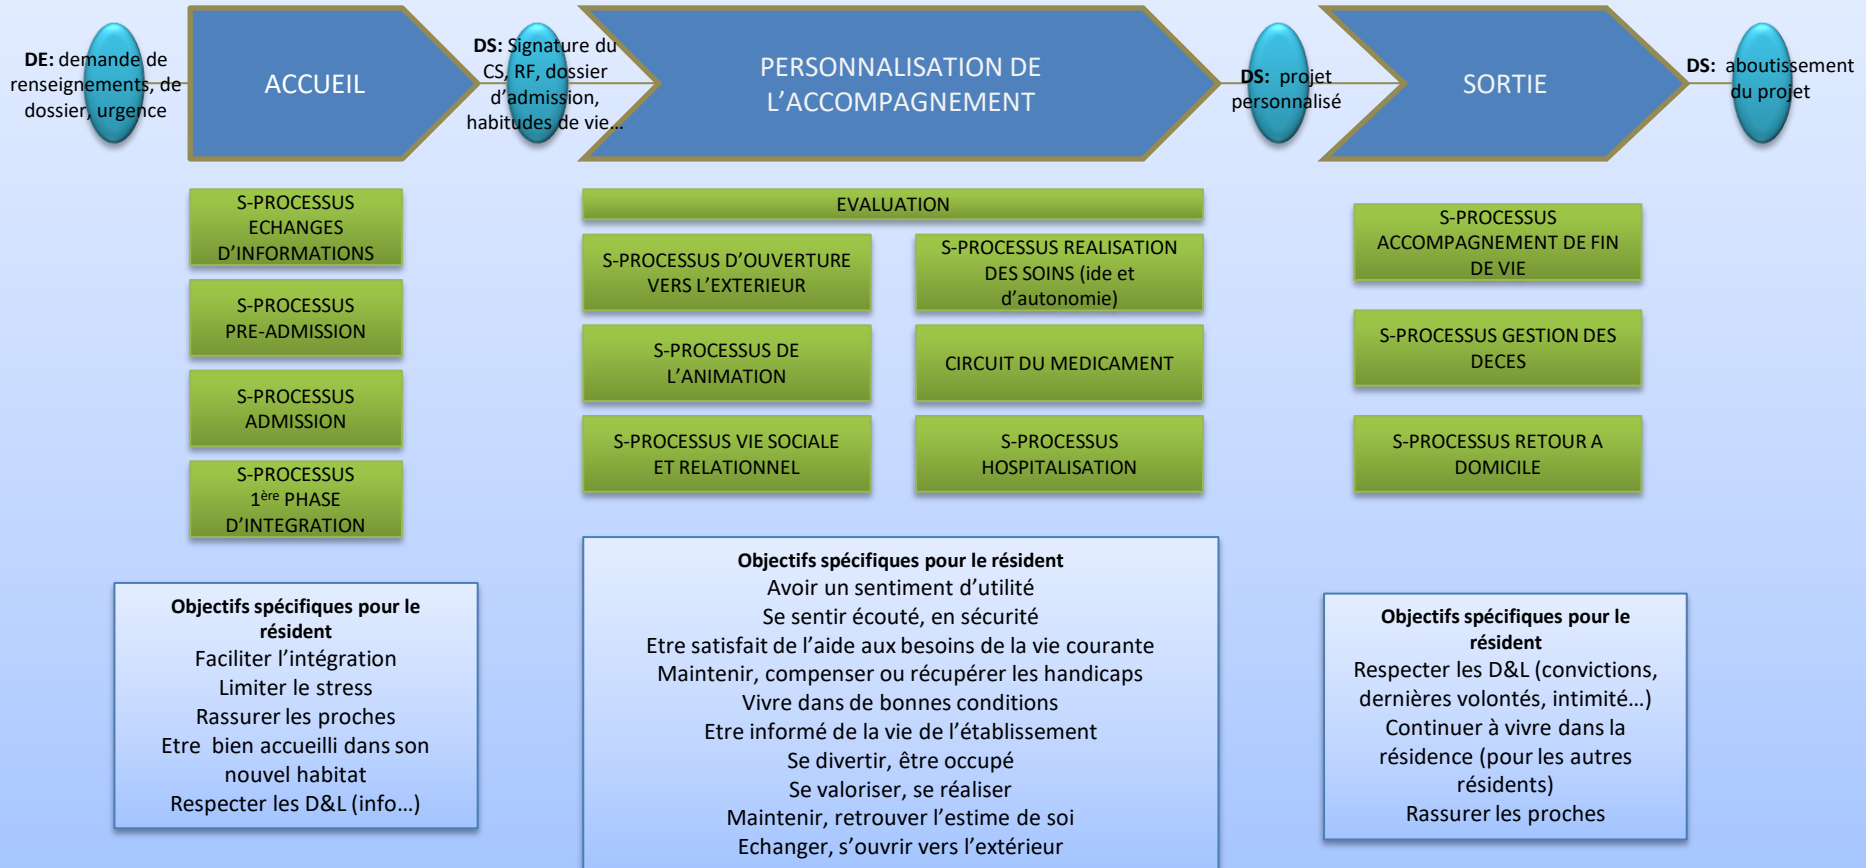 DE: demande de
renseignements, de
dossier, urgence
ACCUEIL
DS: Signature du
CS, RF, dossier
d’admission,
habitudes de vie…
PERSONNALISATION DE
L’ACCOMPAGNEMENT
DS: projet
personnalisé
SORTIE
DS: aboutissement
du projet
S-PROCESSUS
ECHANGES
D’INFORMATIONS
S-PROCESSUS
PRE-ADMISSION
S-PROCESSUS
ADMISSION
S-PROCESSUS
1ère PHASE
D’INTEGRATION
Objectifs spécifiques pour le
résident
Faciliter l’intégration
Limiter le stress
Rassurer les proches
Etre bien accueilli dans son
nouvel habitat
Respecter les D&L (info…)
EVALUATION
S-PROCESSUS D’OUVERTURE
VERS L’EXTERIEUR
S-PROCESSUS REALISATION
DES SOINS (ide et
d’autonomie)
S-PROCESSUS DE
L’ANIMATION
CIRCUIT DU MEDICAMENT
S-PROCESSUS VIE SOCIALE
ET RELATIONNEL
S-PROCESSUS
HOSPITALISATION
Objectifs spécifiques pour le résident
Avoir un sentiment d’utilité
Se sentir écouté, en sécurité
Etre satisfait de l’aide aux besoins de la vie courante
Maintenir, compenser ou récupérer les handicaps
Vivre dans de bonnes conditions
Etre informé de la vie de l’établissement
Se divertir, être occupé
Se valoriser, se réaliser
Maintenir, retrouver l’estime de soi
Echanger, s’ouvrir vers l’extérieur
S-PROCESSUS
ACCOMPAGNEMENT DE FIN
DE VIE
S-PROCESSUS GESTION DES
DECES
S-PROCESSUS RETOUR A
DOMICILE
Objectifs spécifiques pour le
résident
Respecter les D&L (convictions,
dernières volontés, intimité…)
Continuer à vivre dans la
résidence (pour les autres
résidents)
Rassurer les proches